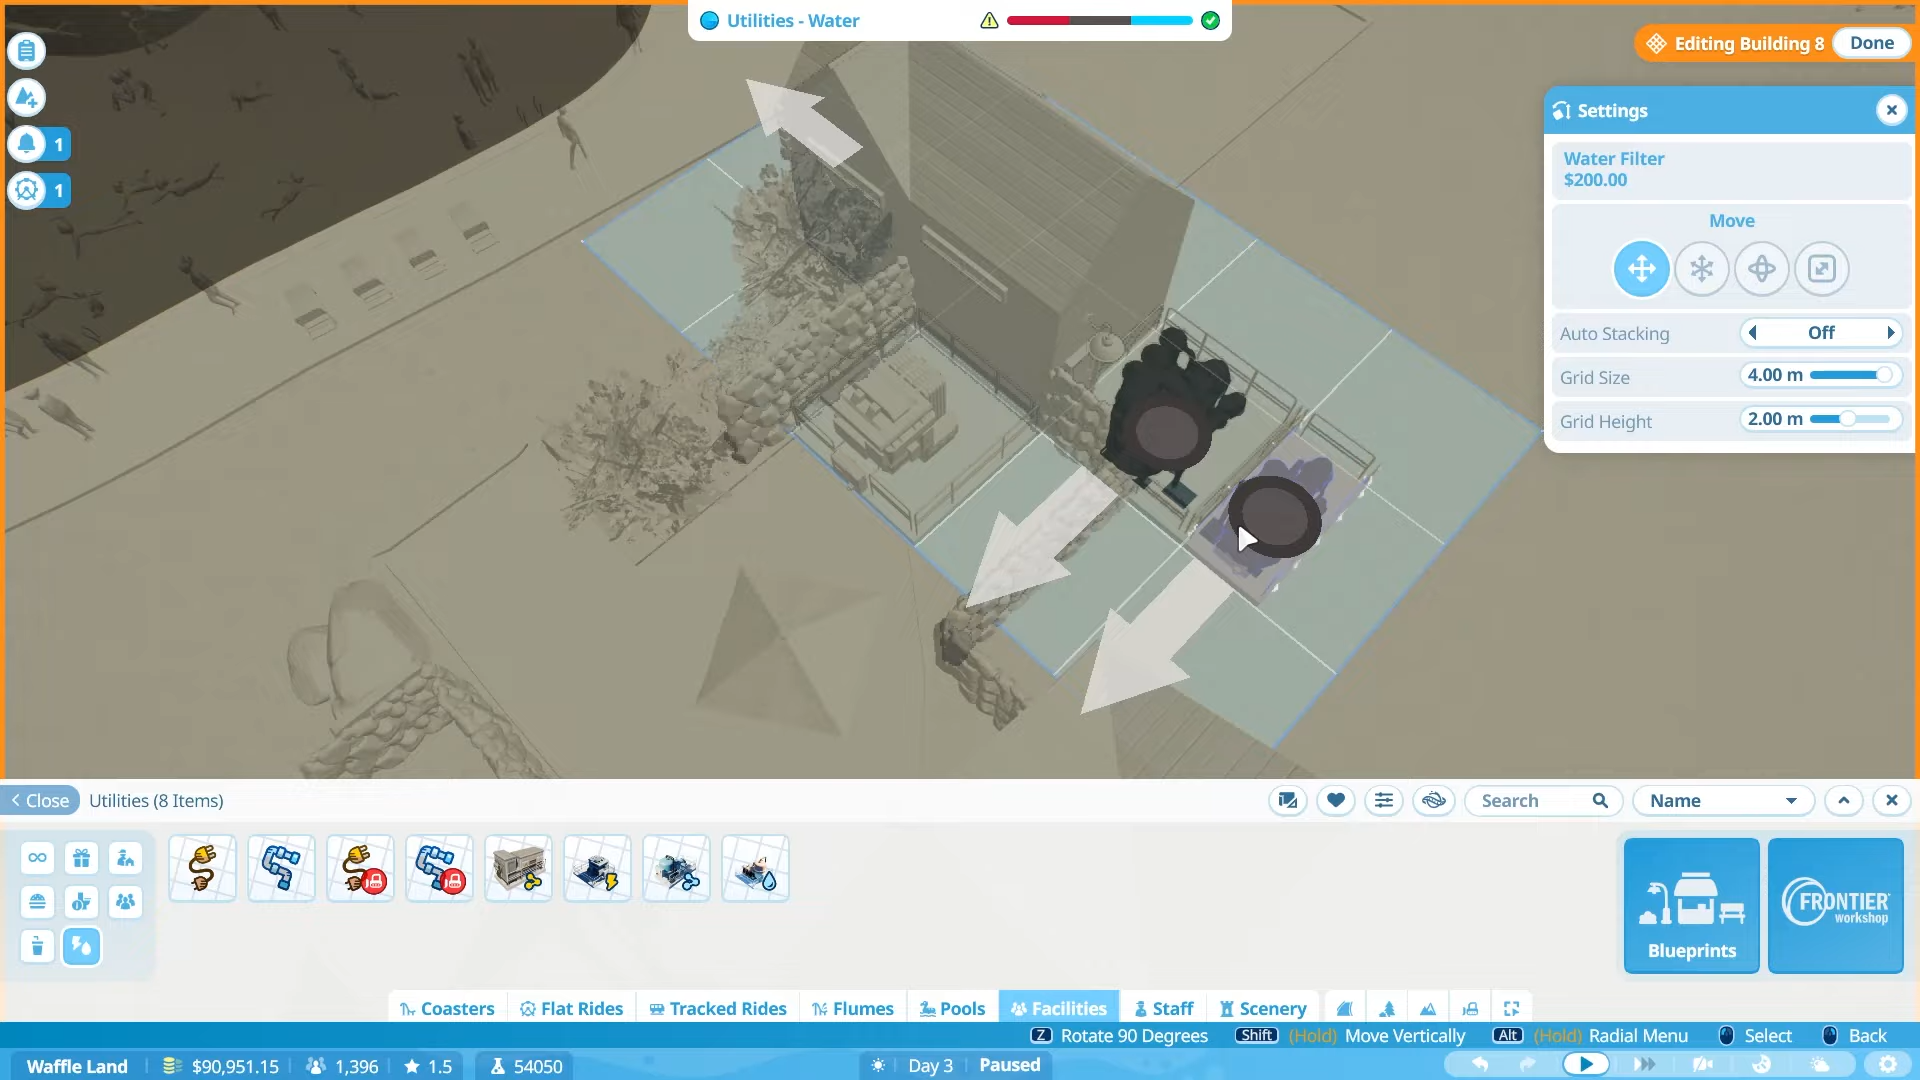 Utilities - Water
Editing Building 8
Done
1
1
Settings
Water Filter
$200.00
Move
Auto Stacking
Off
Grid Size
4.00 m
Grid Height
2.00 m
Close
Utilities (8 Items)
Search
Name
Blueprints
FRONTIER
workshop
Coasters
Flat Rides
Tracked Rides
Flumes
Pools
Facilities
Staff
Scenery
Z Rotate 90 Degrees
Shift (Hold) Move Vertically
Alt (Hold) Radial Menu
Select
Back
Waffle Land
$90,951.15
1,396
1.5
54050
Day 3
Paused